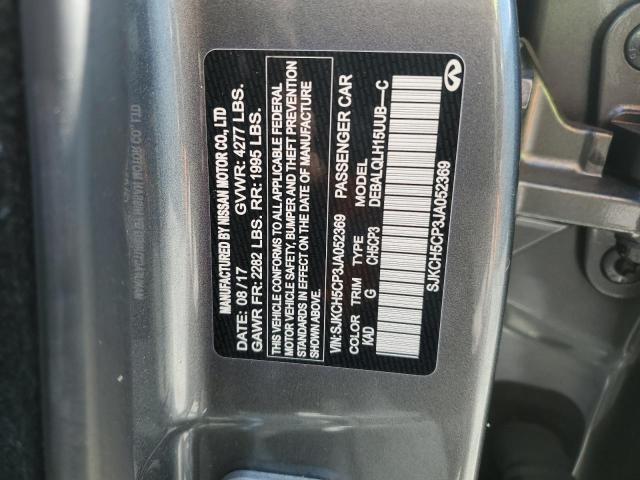 MANUFACTURED BY NISSAN MOTOR CO., LTD
DATE: 08/17 GVWR: 4277 LBS.
GAWR FR: 2282 LBS. RR: 1995 LBS.
THIS VEHICLE CONFORMS TO ALL APPLICABLE FEDERAL
MOTOR VEHICLE SAFETY, BUMPER AND THEFT PREVENTION
STANDARDS IN EFFECT ON THE DATE OF MANUFACTURE
SHOWN ABOVE.
VIN:SJKCH5CP3JA052369 PASSENGER CAR
COLOR TRIM TYPE MODEL
KAD G CH5CP3 DEBALQLH15UUB--C
SJKCH5CP3JA052369